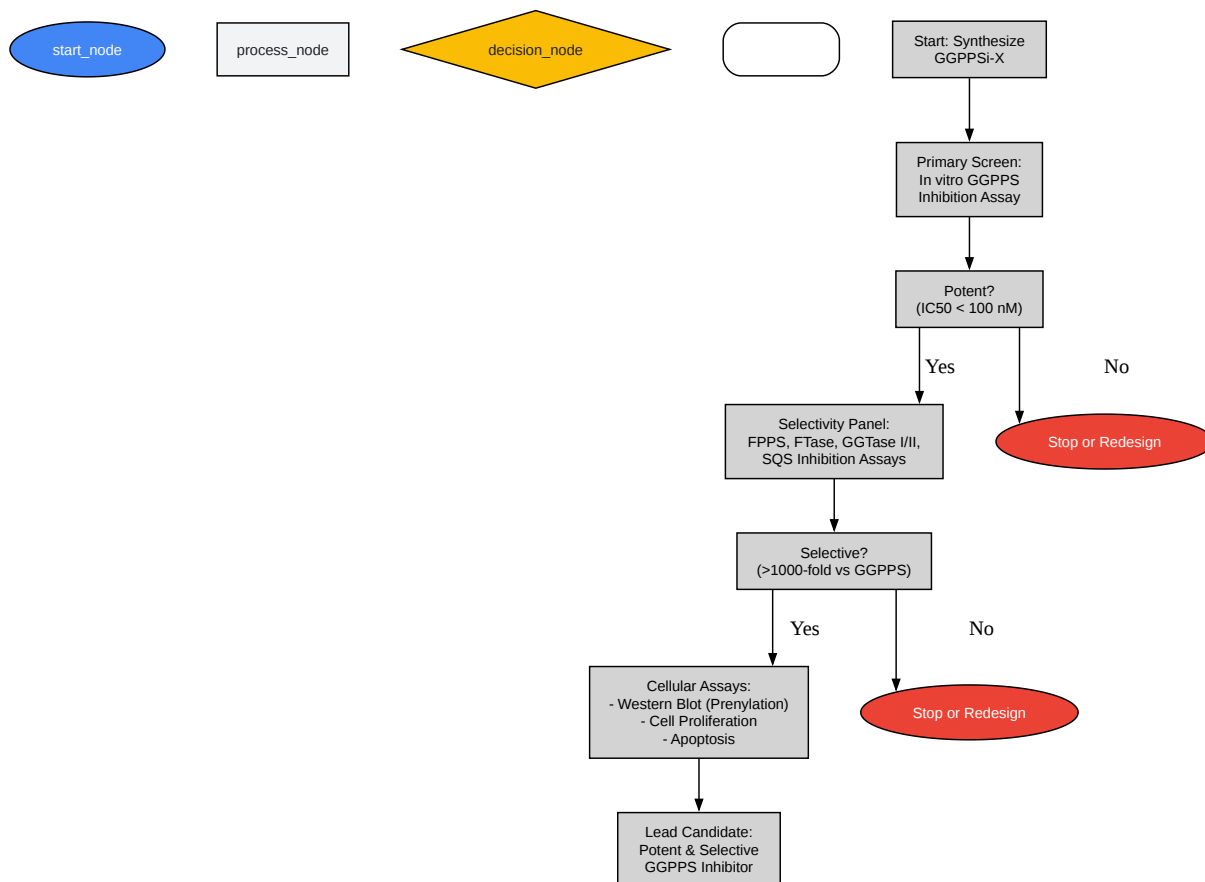 start_node
process_node
decision_node
Start: Synthesize
GGPPSi-X
Primary Screen:
In vitro GGPPS
Inhibition Assay
Potent?
(IC50 < 100 nM)
Yes
No
Selectivity Panel:
FPPS, FTase, GGTase I/II,
SQS Inhibition Assays
Stop or Redesign
Selective?
(>1000-fold vs GGPPS)
Yes
No
Cellular Assays:
- Western Blot (Prenylation)
- Cell Proliferation
- Apoptosis
Stop or Redesign
Lead Candidate:
Potent & Selective
GGPPS Inhibitor